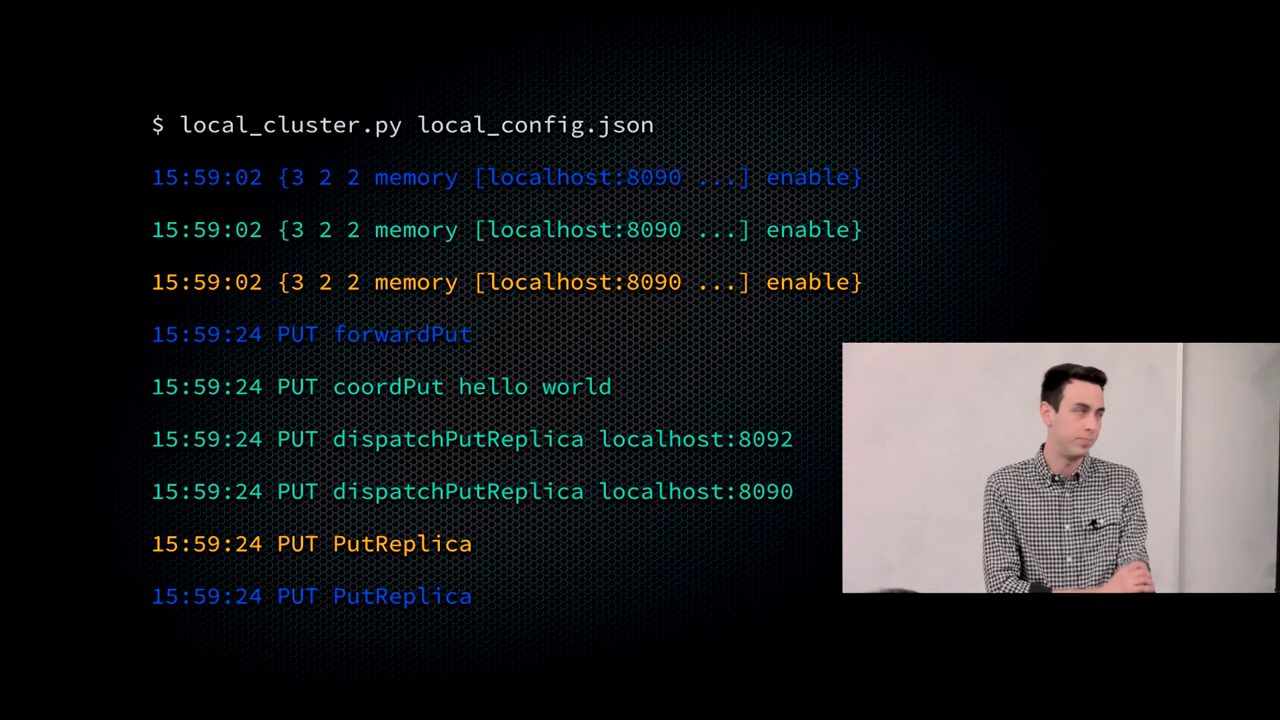 $ local_cluster.py local_config.json
15:59:02 {3 2 2 memory [localhost:8090 ...] enable}
15:59:02 {3 2 2 memory [localhost:8090 ...] enable}
15:59:02 {3 2 2 memory [localhost:8090 ...] enable}
15:59:24 PUT forwardPut
15:59:24 PUT coordPut hello world
15:59:24 PUT dispatchPutReplica localhost:8092
15:59:24 PUT dispatchPutReplica localhost:8090
15:59:24 PUT PutReplica
15:59:24 PUT PutReplica